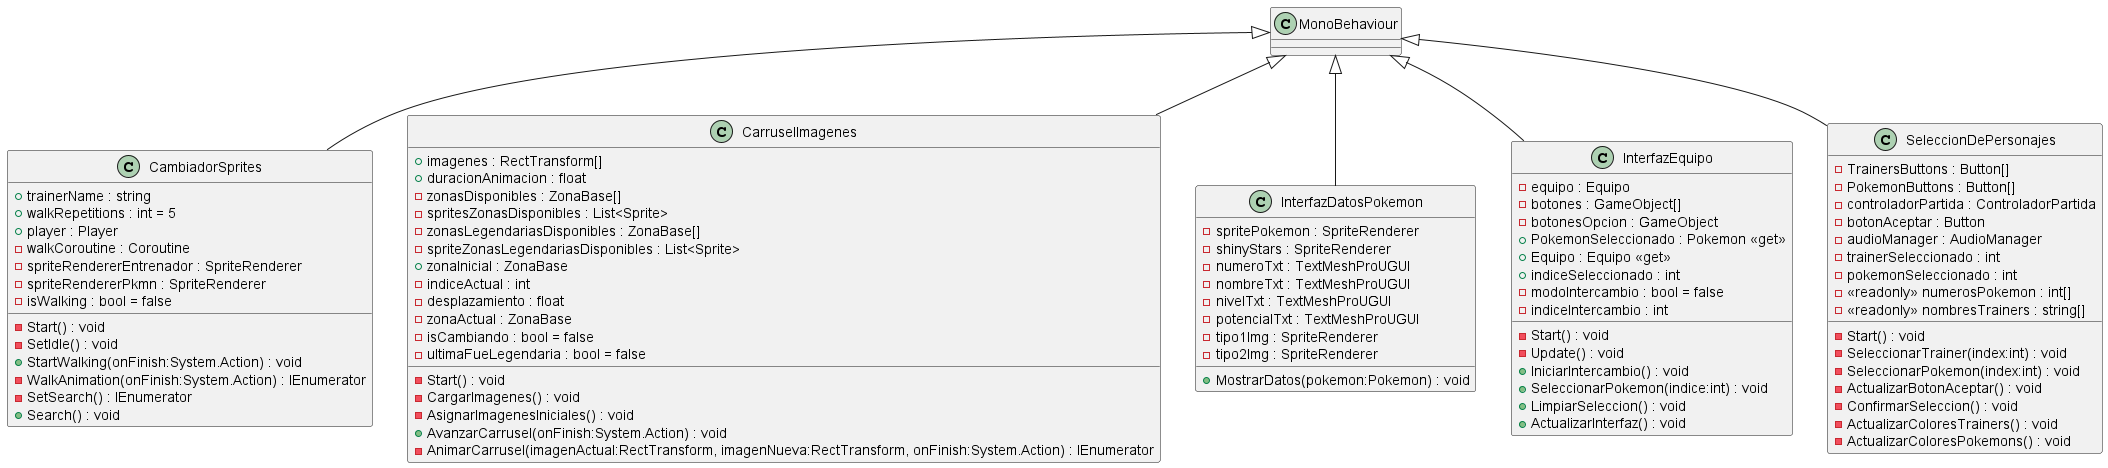 C MonoBehaviour
C CambiadorSprites
trainerName : string
walkRepetitions : int = 5
player : Player
walkCoroutine : Coroutine
spriteRendererEntrenador : SpriteRenderer
spriteRendererPkmn : SpriteRenderer
isWalking : bool = false
Start() : void
SetIdle() : void
StartWalking(onFinish:System.Action) : void
WalkAnimation(onFinish:System.Action) : IEnumerator
SetSearch() : IEnumerator
Search() : void
C CarruselImagenes
imagenes : RectTransform[]
duracionAnimacion : float
zonasDisponibles : ZonaBase[]
spritesZonasDisponibles : List<Sprite>
zonasLegendariasDisponibles : ZonaBase[]
spriteZonasLegendariasDisponibles : List<Sprite>
zonaInicial : ZonaBase
indiceActual : int
desplazamiento : float
zonaActual : ZonaBase
isCambiando : bool = false
ultimaFueLegendaria : bool = false
Start() : void
CargarImagenes() : void
AsignarImagenesIniciales() : void
AvanzarCarrusel(onFinish:System.Action) : void
AnimarCarrusel(imagenActual:RectTransform, imagenNueva:RectTransform, onFinish:System.Action) : IEnumerator
C InterfazDatosPokemon
spritePokemon : SpriteRenderer
shinyStars : SpriteRenderer
numeroTxt : TextMeshProUGUI
nombreTxt : TextMeshProUGUI
nivelTxt : TextMeshProUGUI
potencialTxt : TextMeshProUGUI
tipo1Img : SpriteRenderer
tipo2Img : SpriteRenderer
MostrarDatos(pokemon:Pokemon) : void
C InterfazEquipo
equipo : Equipo
botones : GameObject[]
botonesOpcion : GameObject
PokemonSeleccionado : Pokemon «get»
Equipo : Equipo «get»
indiceSeleccionado : int
modoIntercambio : bool = false
indiceIntercambio : int
Start() : void
Update() : void
IniciarIntercambio() : void
SeleccionarPokemon(indice:int) : void
LimpiarSeleccion() : void
ActualizarInterfaz() : void
C SeleccionDePersonajes
TrainersButtons : Button[]
PokemonButtons : Button[]
controladorPartida : ControladorPartida
botonAceptar : Button
audioManager : AudioManager
trainerSeleccionado : int
pokemonSeleccionado : int
«readonly» numerosPokemon : int[]
«readonly» nombresTrainers : string[]
Start() : void
SeleccionarTrainer(index:int) : void
SeleccionarPokemon(index:int) : void
ActualizarBotonAceptar() : void
ConfirmarSeleccion() : void
ActualizarColoresTrainers() : void
ActualizarColoresPokemons() : void